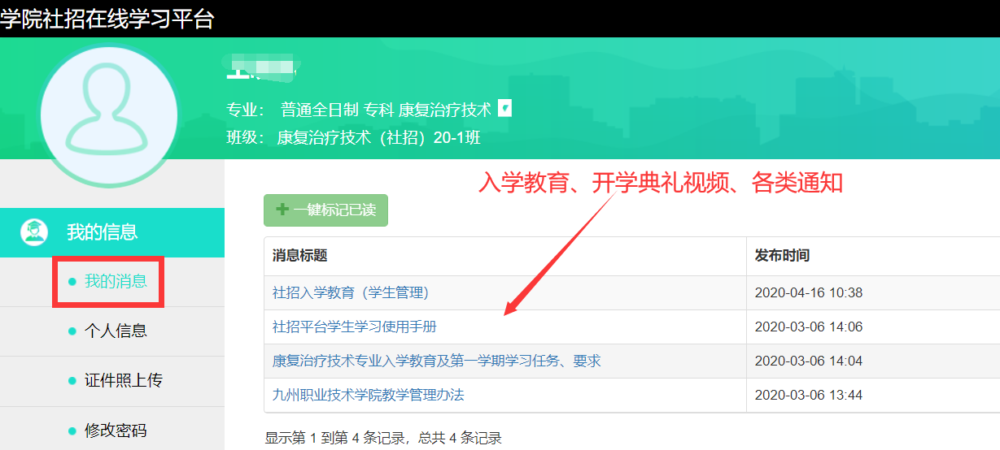 学院社招在线学习平台
专业： 普通全日制 专科 康复治疗技术
班级： 康复治疗技术（社招）20-1班
入学教育、开学典礼视频、各类通知
一键标记已读
我的信息
我的消息
个人信息
证件照上传
修改密码
消息标题 发布时间
社招入学教育（学生管理） 2020-04-16 10:38
社招平台学生学习使用手册 2020-03-06 14:06
康复治疗技术专业入学教育及第一学期学习任务、要求 2020-03-06 14:04
九州职业技术学院教学管理办法 2020-03-06 13:44
显示第 1 到第 4 条记录，总共 4 条记录